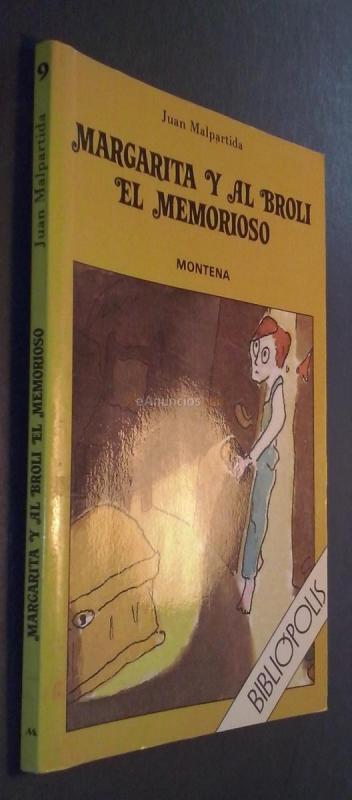 Juan Malpartida
MARGARITA Y AL BROLI
EL MEMORIOSO
MONTENA
eAnuncios
BIBLIÓPOLIS
9
Juan Malpartida
MARGARITA Y AL BROLI EL MEMORIOSO
M